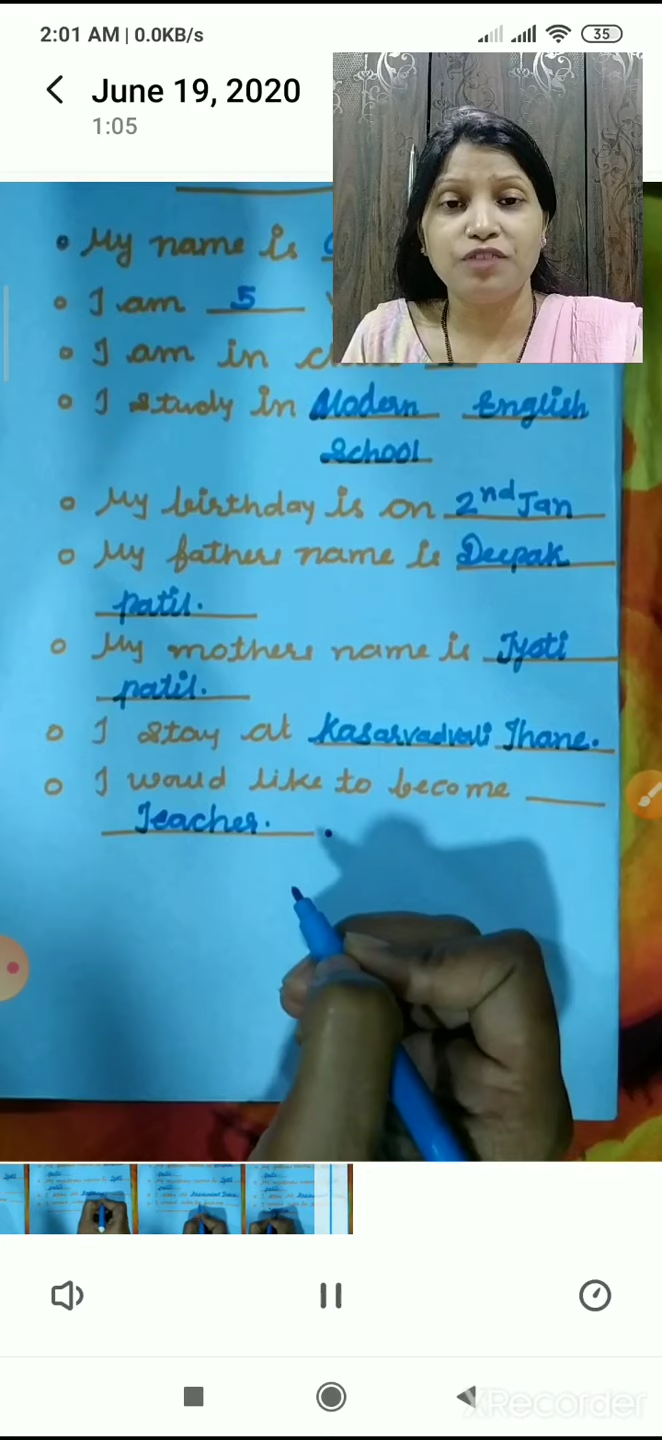 2:01 AM | 0.0KB/s
35
June 19, 2020
1:05
My name is
I am 5
I am in
I study in Modern English
School
My birthday is on 2nd Jan
My fathers name is Deepak
patil.
My mothers name is Jyoti
patil.
I stay at Kasarvadvali Thane.
I would like to become
Teacher.
XRecorder